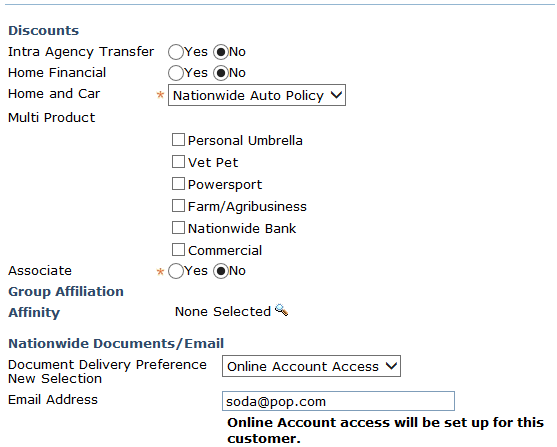 Discounts
Intra Agency Transfer Yes No
Home Financial Yes No
Home and Car * Nationwide Auto Policy
Multi Product
Personal Umbrella
Vet Pet
Powersport
Farm/Agribusiness
Nationwide Bank
Commercial
Associate * Yes No
Group Affiliation
Affinity None Selected
Nationwide Documents/Email
Document Delivery Preference Online Account Access
New Selection
Email Address soda@pop.com
Online Account access will be set up for this
customer.